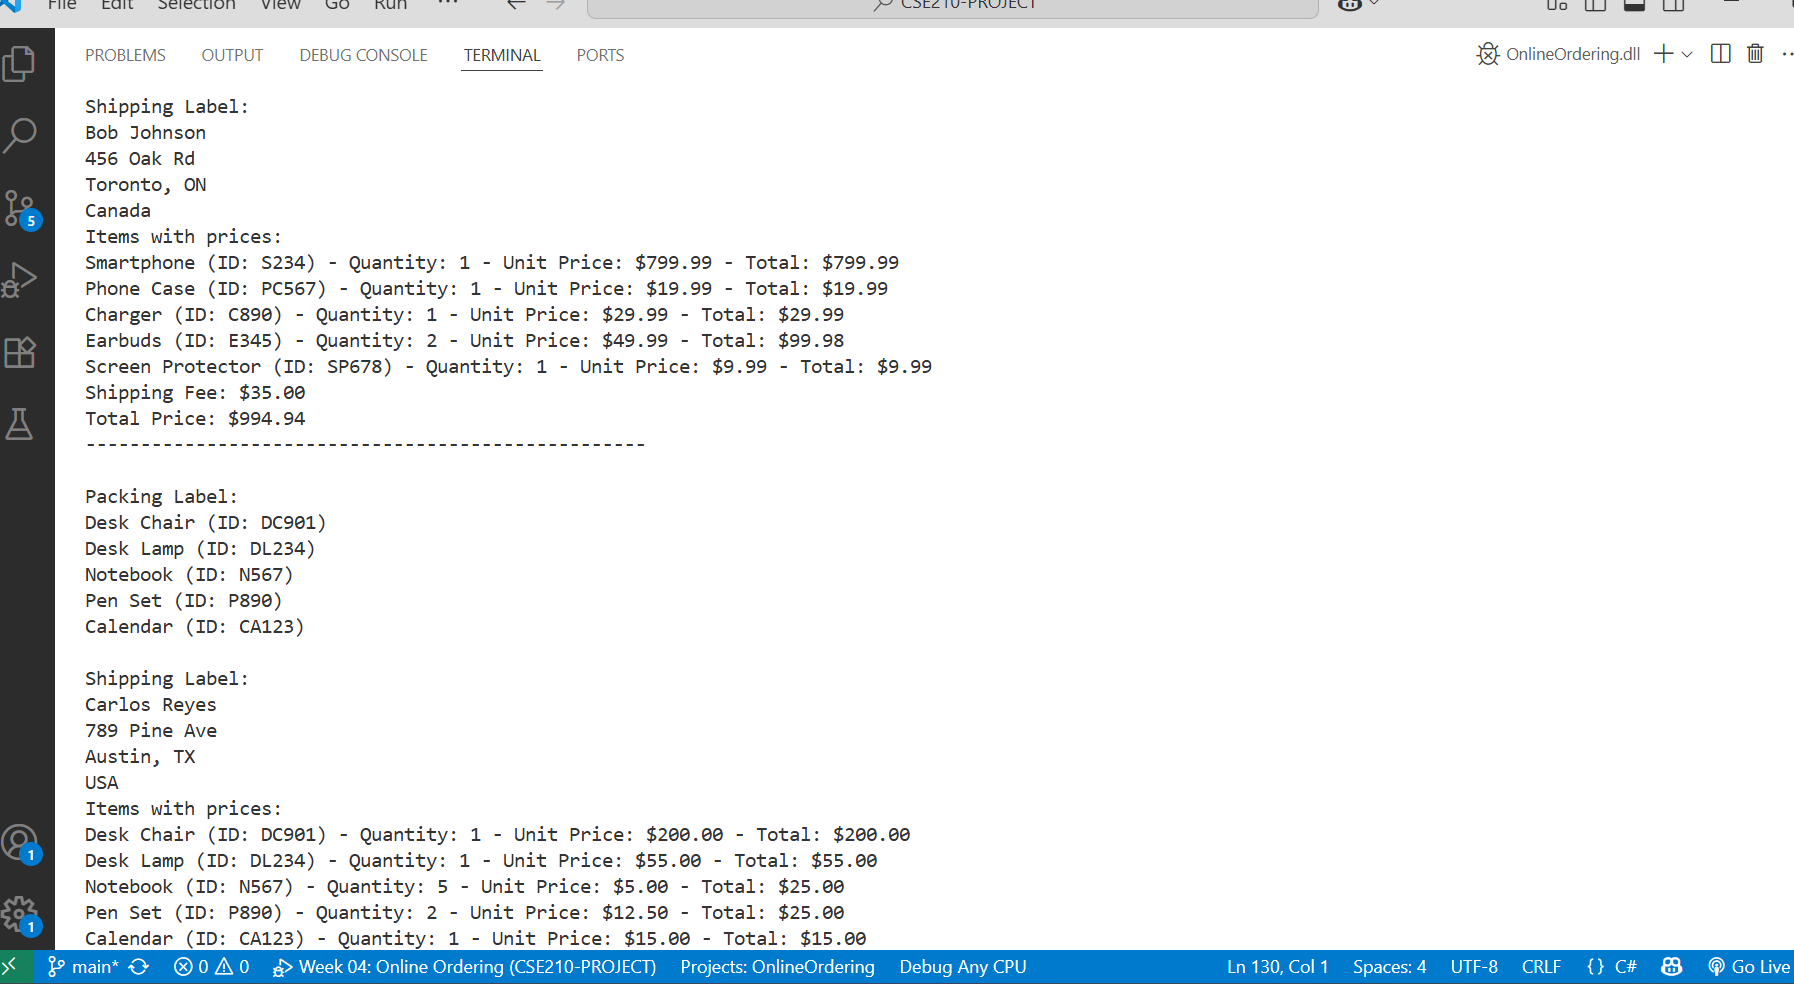 File Edit Selection View Go Run ··· CSE210-PROJECT
PROBLEMS OUTPUT DEBUG CONSOLE TERMINAL PORTS OnlineOrdering.dll
Shipping Label:
Bob Johnson
456 Oak Rd
Toronto, ON
Canada
Items with prices:
Smartphone (ID: S234) - Quantity: 1 - Unit Price: $799.99 - Total: $799.99
Phone Case (ID: PC567) - Quantity: 1 - Unit Price: $19.99 - Total: $19.99
Charger (ID: C890) - Quantity: 1 - Unit Price: $29.99 - Total: $29.99
Earbuds (ID: E345) - Quantity: 2 - Unit Price: $49.99 - Total: $99.98
Screen Protector (ID: SP678) - Quantity: 1 - Unit Price: $9.99 - Total: $9.99
Shipping Fee: $35.00
Total Price: $994.94
---------------------------------------------------
Packing Label:
Desk Chair (ID: DC901)
Desk Lamp (ID: DL234)
Notebook (ID: N567)
Pen Set (ID: P890)
Calendar (ID: CA123)
Shipping Label:
Carlos Reyes
789 Pine Ave
Austin, TX
USA
Items with prices:
Desk Chair (ID: DC901) - Quantity: 1 - Unit Price: $200.00 - Total: $200.00
Desk Lamp (ID: DL234) - Quantity: 1 - Unit Price: $55.00 - Total: $55.00
Notebook (ID: N567) - Quantity: 5 - Unit Price: $5.00 - Total: $25.00
Pen Set (ID: P890) - Quantity: 2 - Unit Price: $12.50 - Total: $25.00
Calendar (ID: CA123) - Quantity: 1 - Unit Price: $15.00 - Total: $15.00
5
1
1
main* 0 0 Week 04: Online Ordering (CSE210-PROJECT) Projects: OnlineOrdering Debug Any CPU Ln 130, Col 1 Spaces: 4 UTF-8 CRLF {} C# Go Live